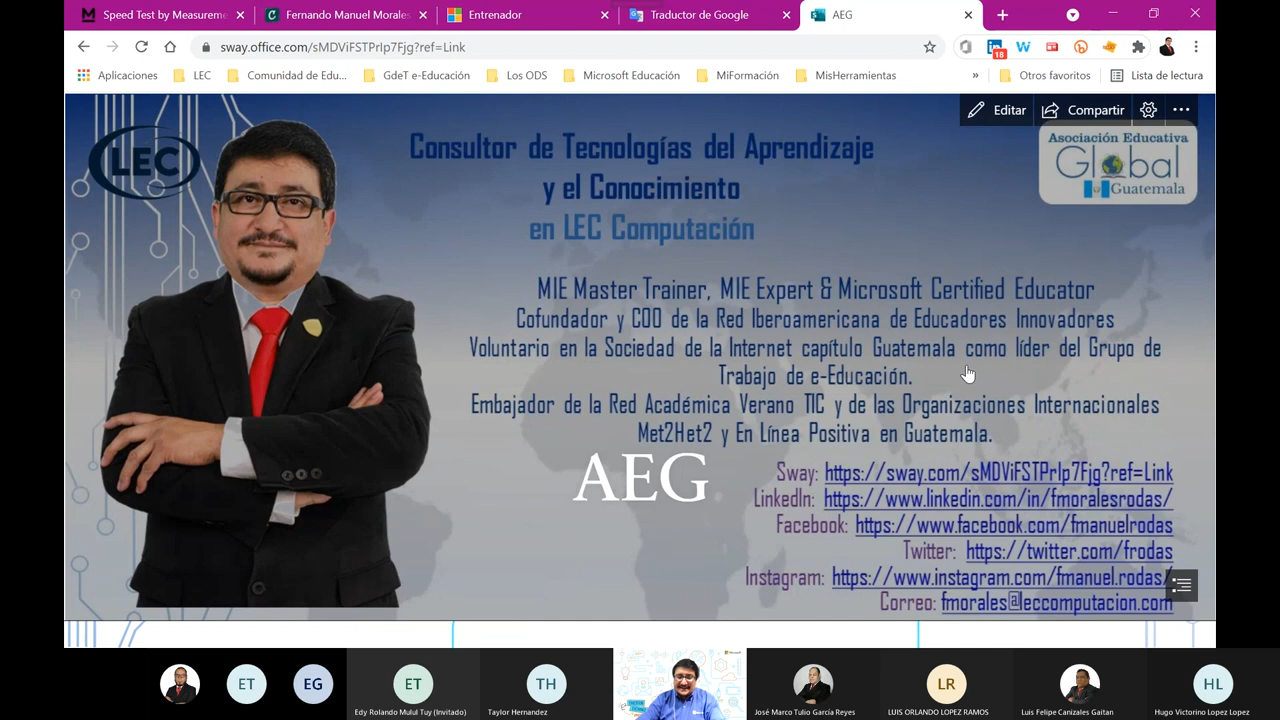 Speed Test by Measureme
Fernando Manuel Morales
Entrenador
Traductor de Google
AEG
sway.office.com/sMDViFSTPrIp7Fjg?ref=Link
18
Aplicaciones
LEC
Comunidad de Edu...
GdeT e-Educación
Los ODS
Microsoft Educación
MiFormación
MisHerramientas
»
Otros favoritos
Lista de lectura
Editar
Compartir
LEC
Consultor de Tecnologías del Aprendizaje
y el Conocimiento
en LEC Computación
Asociación Educativa
Global
Guatemala
MIE Master Trainer, MIE Expert & Microsoft Certified Educator
Cofundador y COO de la Red Iberoamericana de Educadores Innovadores
Voluntario en la Sociedad de la Internet capítulo Guatemala como líder del Grupo de
Trabajo de e-Educación.
Embajador de la Red Académica Verano TIC y de las Organizaciones Internacionales
Met2Het2 y En Línea Positiva en Guatemala.
AEG
Sway: https://sway.com/sMDViFSTPrIp7Fjg?ref=Link
LinkedIn: https://www.linkedin.com/in/fmoralesrodas/
Facebook: https://www.facebook.com/fmanuelrodas
Twitter: https://twitter.com/frodas
Instagram: https://www.instagram.com/fmanuel.rodas/
Correo: fmorales@leccomputacion.com
ET
EG
ET
TH
LR
HL
Edy Rolando Mulul Tuy (Invitado)
Taylor Hernandez
José Marco Tulio García Reyes
LUIS ORLANDO LOPEZ RAMOS
Luis Felipe Canizales Gaitan
Hugo Victorino Lopez Lopez